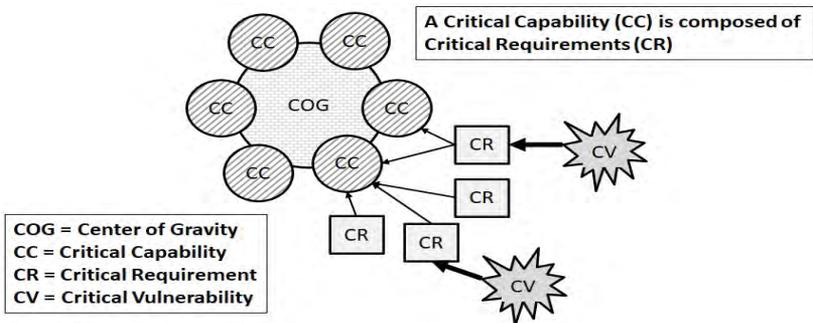 A Critical Capability (CC) is composed of
Critical Requirements (CR)
CC
CC
CC
COG
CC
CR
CV
CC
CC
CR
CR
CR
CV
COG = Center of Gravity
CC = Critical Capability
CR = Critical Requirement
CV = Critical Vulnerability